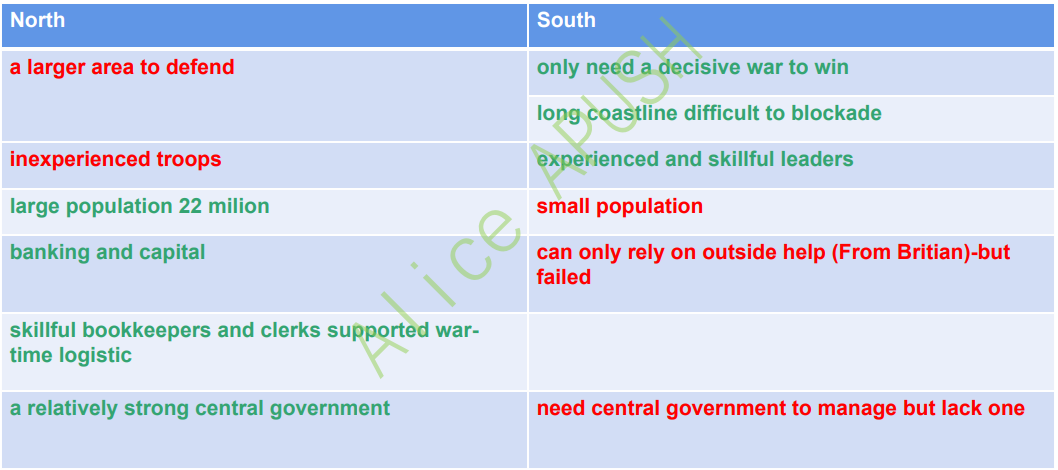 North
South
a larger area to defend
only need a decisive war to win
long coastline difficult to blockade
inexperienced troops
experienced and skillful leaders
large population 22 milion
small population
banking and capital
can only rely on outside help (From Britian)-but
failed
skillful bookkeepers and clerks supported war-
time logistic
a relatively strong central government
need central government to manage but lack one
Alice APUSH